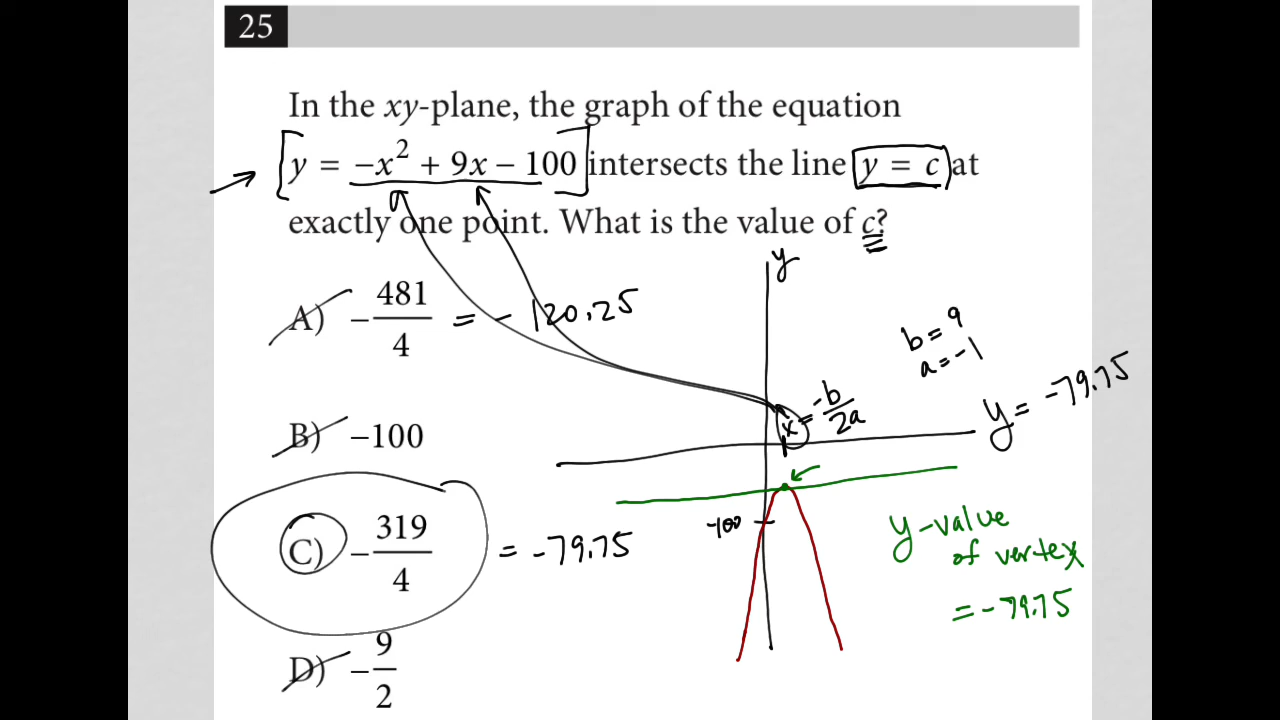 25
In the xy-plane, the graph of the equation
y = −x² + 9x − 100 intersects the line y = c at
exactly one point. What is the value of c?
A) −481/4 = −120.25
B) −100
C) −319/4 = −79.75
D) −9/2
y
b = 9
a = −1
x = −b/2a
y = −79.75
−100
y-value
of vertex
= −79.75